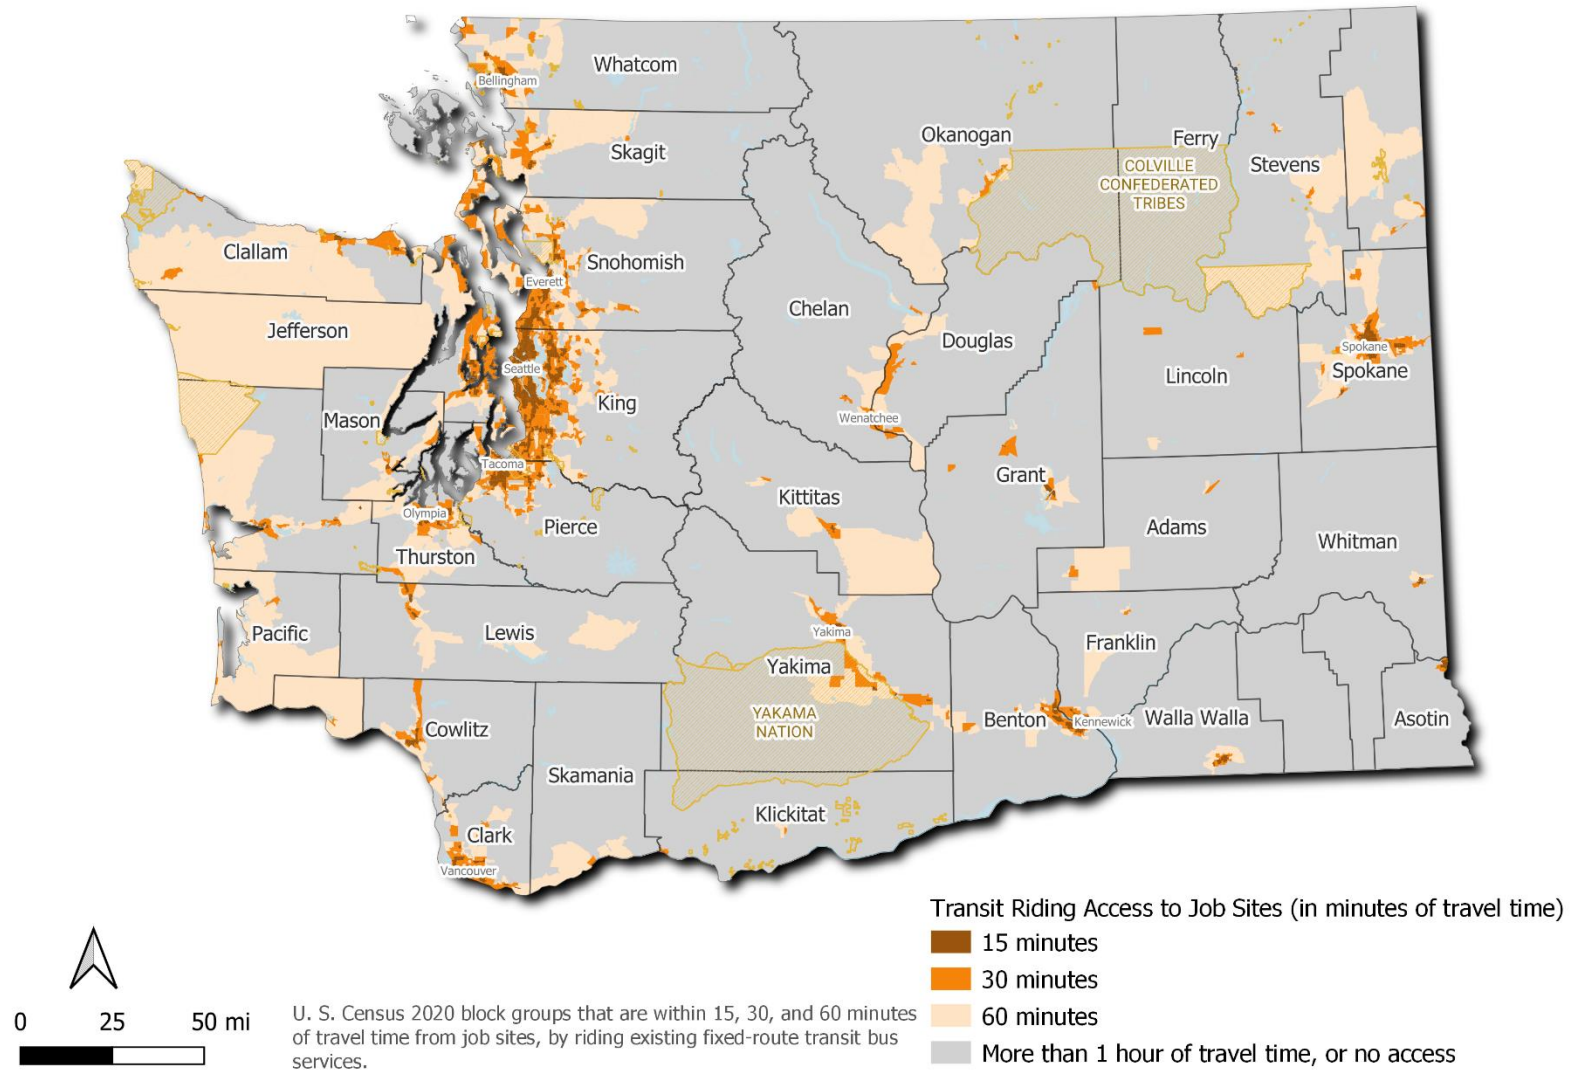 Whatcom
Bellingham
Okanogan
Ferry
Skagit
Stevens
COLVILLE
CONFEDERATED
TRIBES
Clallam
Snohomish
Everett
Chelan
Jefferson
Douglas
Seattle
Spokane
Spokane
Lincoln
King
Mason
Wenatchee
Tacoma
Grant
Kittitas
Olympia
Pierce
Adams
Whitman
Thurston
Pacific
Lewis
Yakima
Franklin
Yakima
YAKAMA
NATION
Benton
Kennewick
Walla Walla
Asotin
Cowlitz
Skamania
Klickitat
Clark
Vancouver
Transit Riding Access to Job Sites (in minutes of travel time)
15 minutes
30 minutes
60 minutes
More than 1 hour of travel time, or no access
0 25 50 mi
U. S. Census 2020 block groups that are within 15, 30, and 60 minutes
of travel time from job sites, by riding existing fixed-route transit bus
services.